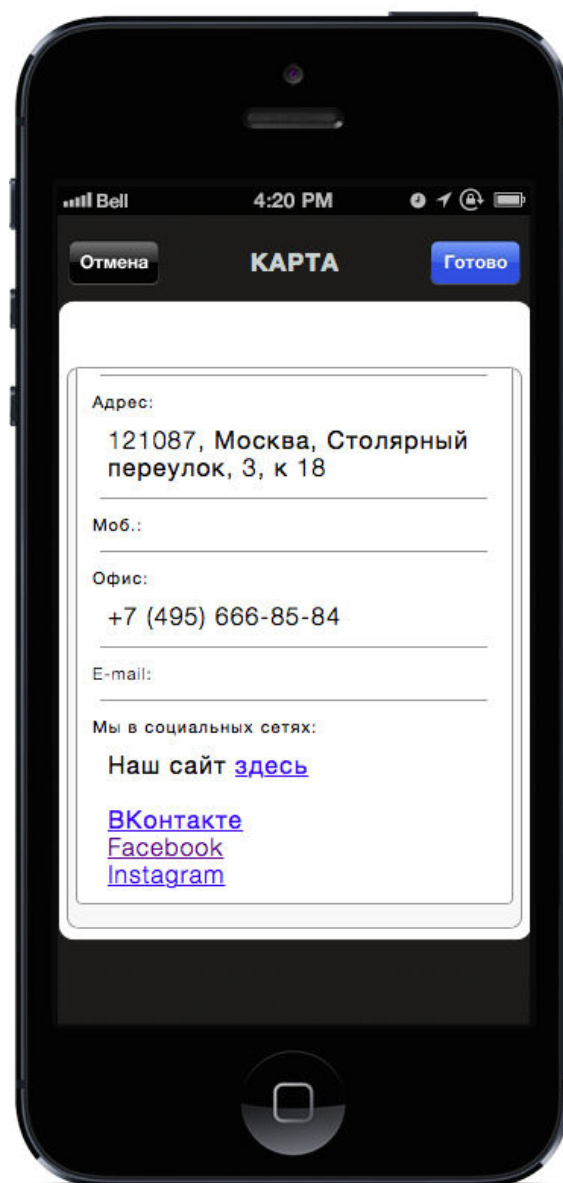 Bell 4:20 PM
Отмена КАРТА Готово
Адрес:
121087, Москва, Столярный
переулок, 3, к 18
Моб.:
Офис:
+7 (495) 666-85-84
E-mail:
Мы в социальных сетях:
Наш сайт здесь
ВКонтакте
Facebook
Instagram